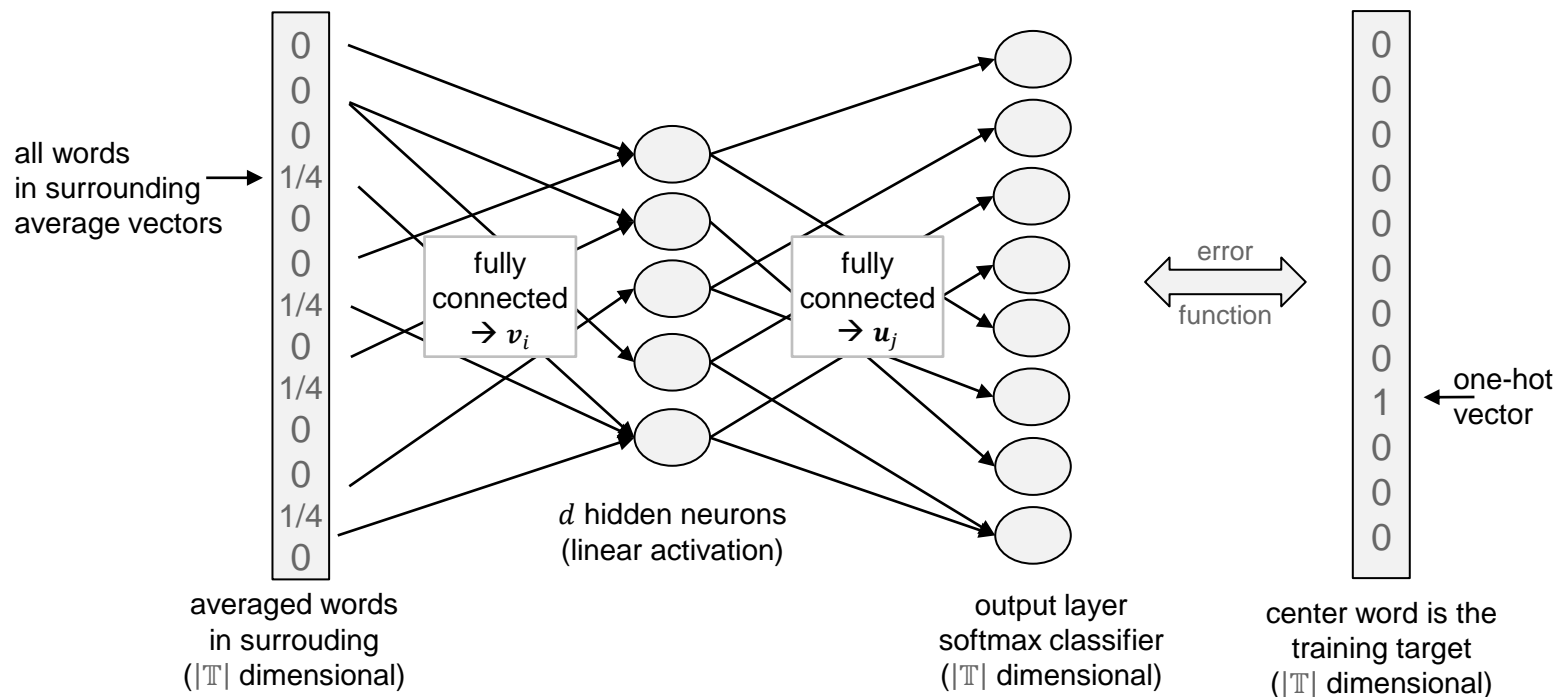 0
0
0
1/4
0
0
1/4
0
1/4
0
0
1/4
0
all words
in surrounding
average vectors
averaged words
in surrouding
(|𝕋| dimensional)
fully
connected
→ 𝒗ᵢ
d hidden neurons
(linear activation)
fully
connected
→ 𝒖ⱼ
output layer
softmax classifier
(|𝕋| dimensional)
error
function
0
0
0
0
0
0
0
0
1
0
0
0
one-hot
vector
center word is the
training target
(|𝕋| dimensional)